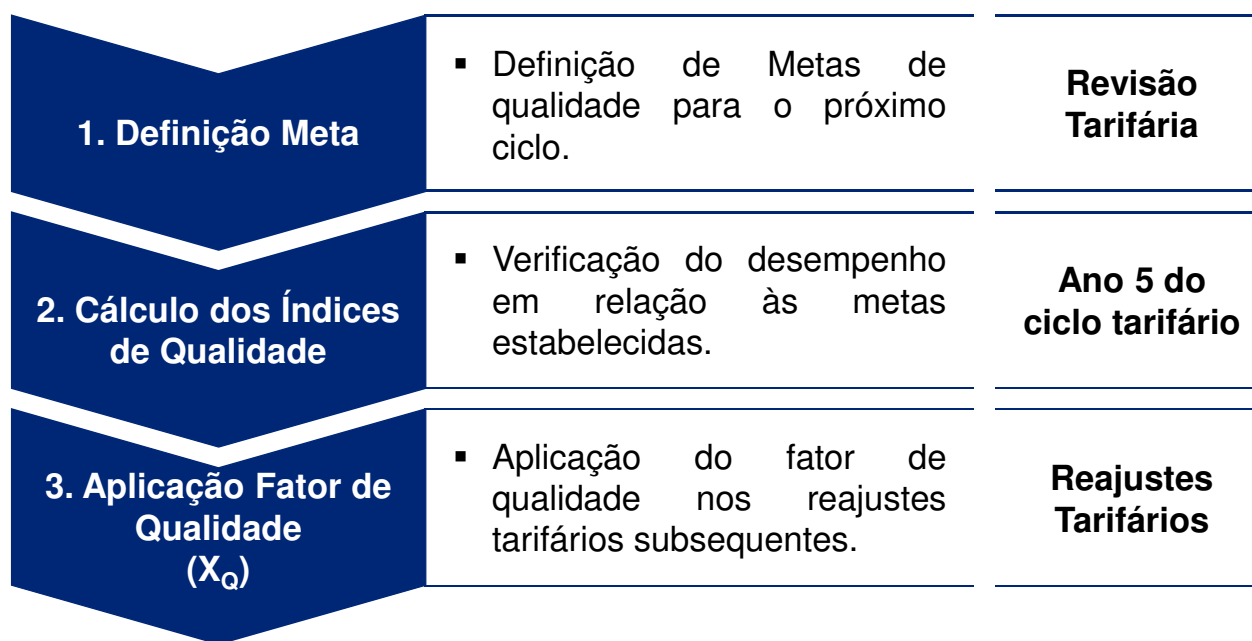 1. Definição Meta
▪ Definição de Metas de
qualidade para o próximo
ciclo.
Revisão
Tarifária
2. Cálculo dos Índices
de Qualidade
▪ Verificação do desempenho
em relação às metas
estabelecidas.
Ano 5 do
ciclo tarifário
3. Aplicação Fator de
Qualidade
(XQ)
▪ Aplicação do fator de
qualidade nos reajustes
tarifários subsequentes.
Reajustes
Tarifários